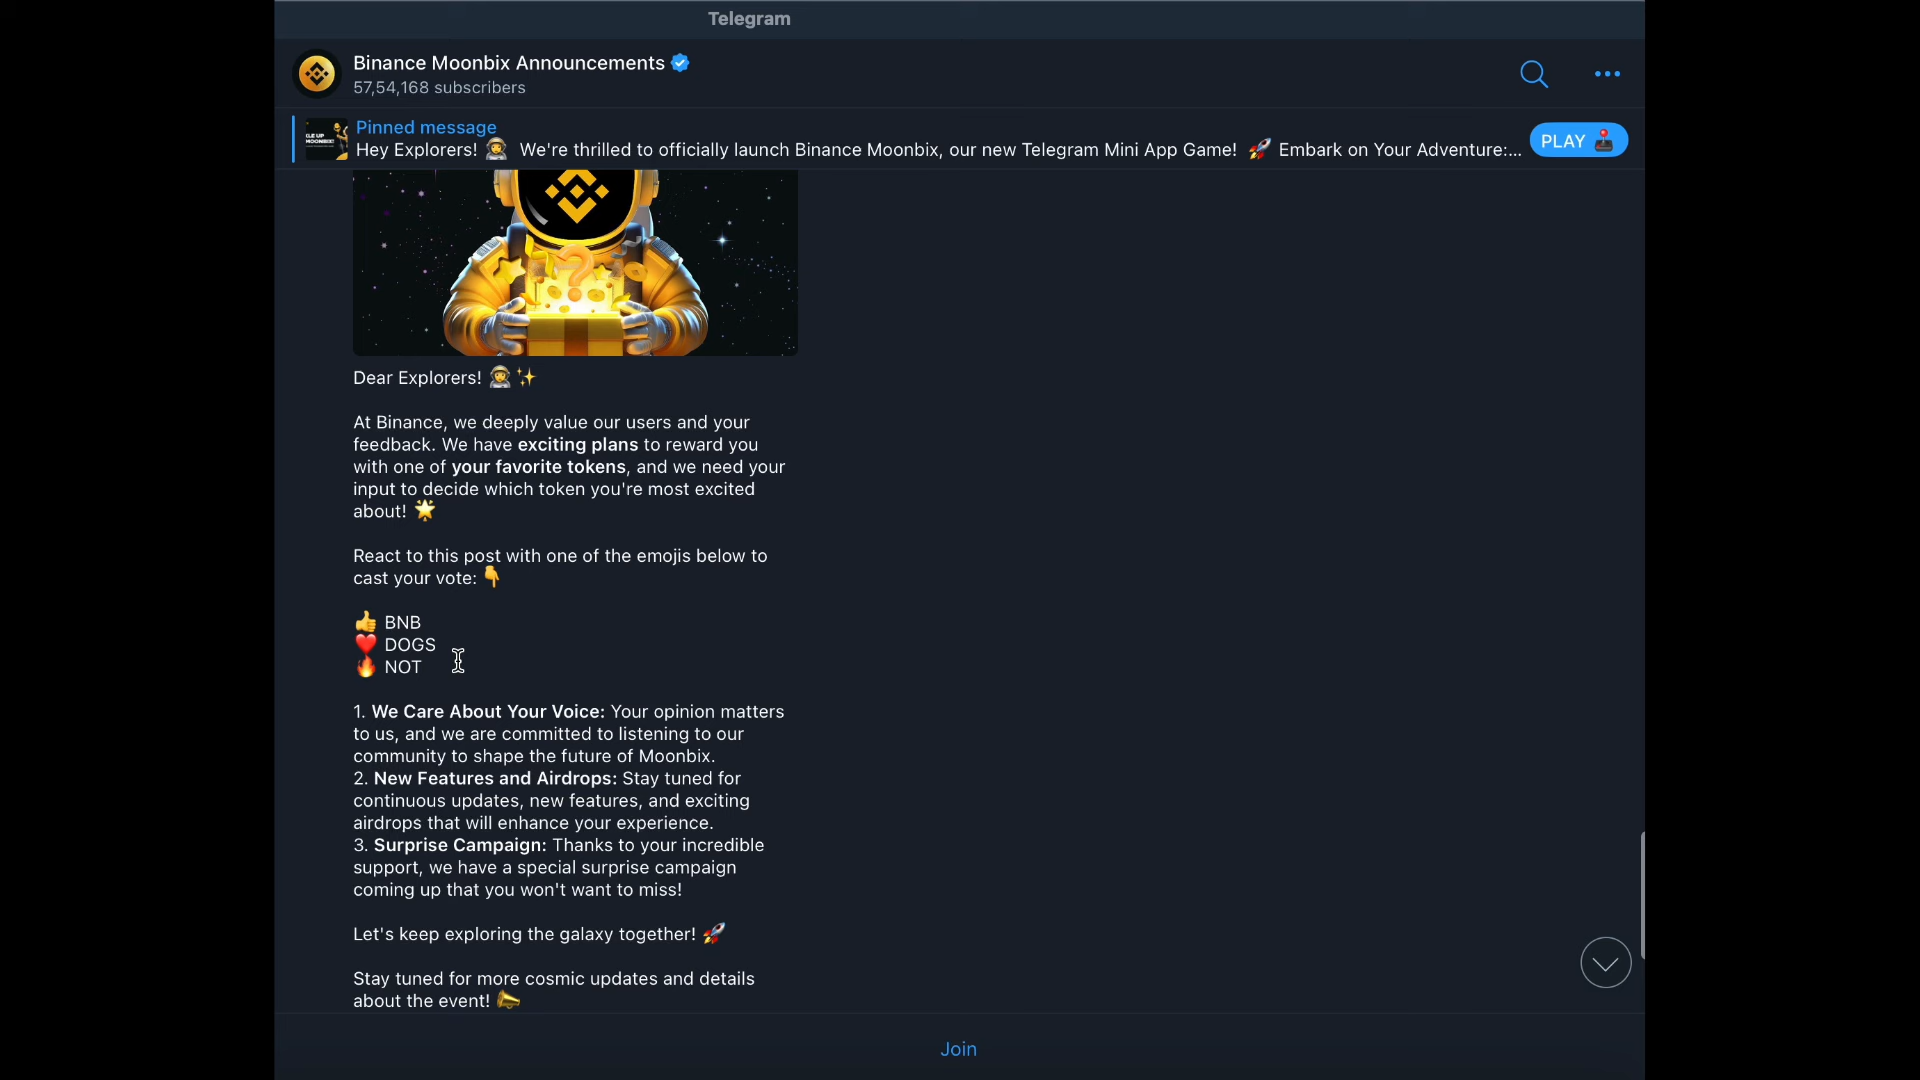 Telegram
Binance Moonbix Announcements
57,54,168 subscribers
Pinned message
Hey Explorers! 👩‍🚀 We're thrilled to officially launch Binance Moonbix, our new Telegram Mini App Game! 🚀 Embark on Your Adventure:...
PLAY 🕹️
Dear Explorers! 👩‍🚀✨
At Binance, we deeply value our users and your
feedback. We have exciting plans to reward you
with one of your favorite tokens, and we need your
input to decide which token you're most excited
about! 🌟
React to this post with one of the emojis below to
cast your vote: 👇
👍 BNB
❤️ DOGS
🔥 NOT
1. We Care About Your Voice: Your opinion matters
to us, and we are committed to listening to our
community to shape the future of Moonbix.
2. New Features and Airdrops: Stay tuned for
continuous updates, new features, and exciting
airdrops that will enhance your experience.
3. Surprise Campaign: Thanks to your incredible
support, we have a special surprise campaign
coming up that you won't want to miss!
Let's keep exploring the galaxy together! 🚀
Stay tuned for more cosmic updates and details
about the event! 📣
Join